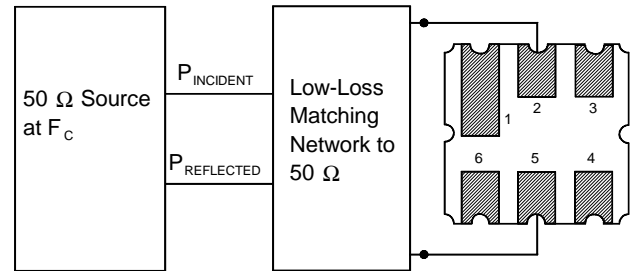 50 Ω Source
at F_C
P_INCIDENT
P_REFLECTED
Low-Loss
Matching
Network to
50 Ω
1
2
3
6
5
4